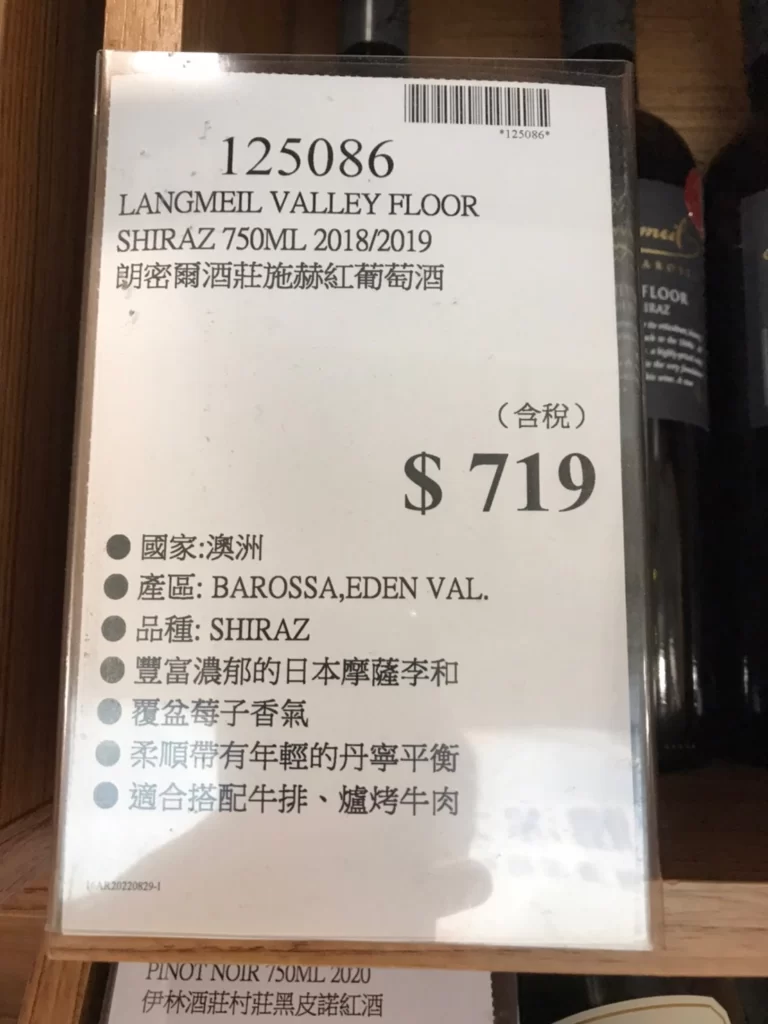 *125086*
125086
LANGMEIL VALLEY FLOOR
SHIRAZ 750ML 2018/2019
朗密爾酒莊施赫紅葡萄酒
（含稅）
$ 719
● 國家:澳洲
● 產區: BAROSSA,EDEN VAL.
● 品種: SHIRAZ
● 豐富濃郁的日本摩薩李和
● 覆盆莓子香氣
● 柔順帶有年輕的丹寧平衡
● 適合搭配牛排、爐烤牛肉
FLOOR
PINOT NOIR 750ML 2020
伊林酒莊村莊黑皮諾紅酒